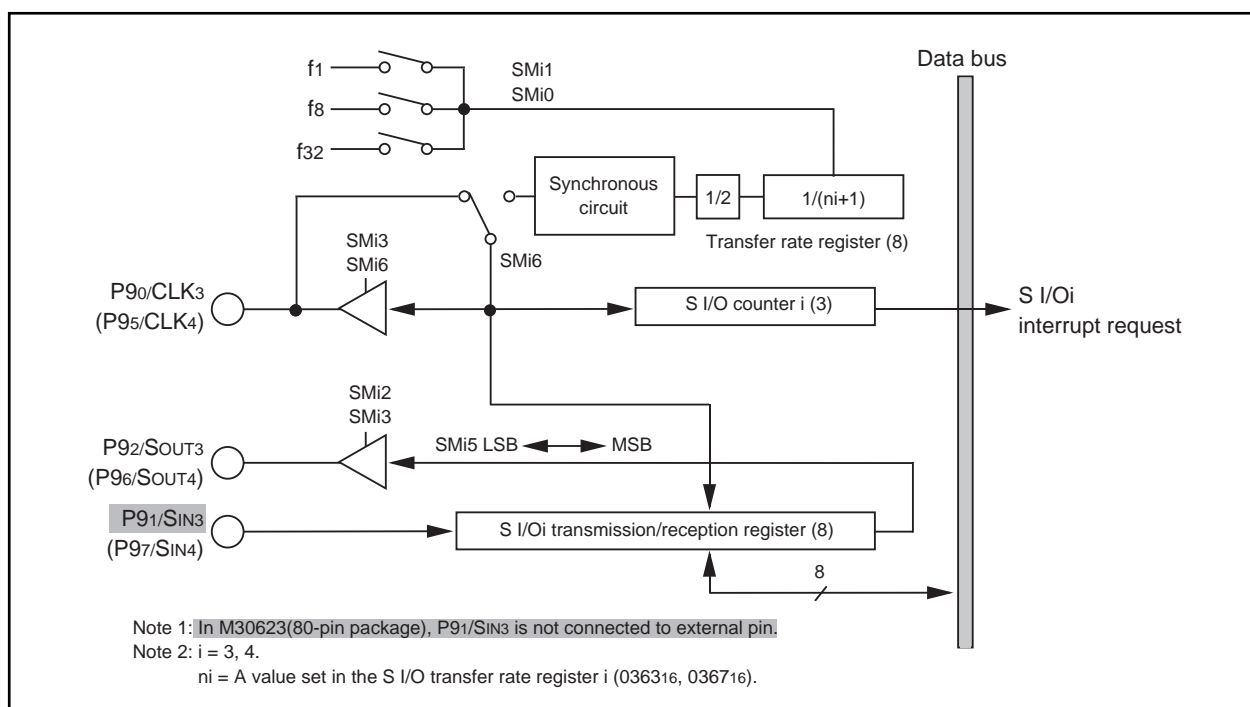 Data bus
f1
SMi1
SMi0
f8
f32
Synchronous
circuit
1/2
1/(ni+1)
Transfer rate register (8)
SMi6
SMi3
SMi6
P90/CLK3
(P95/CLK4)
S I/O counter i (3)
S I/Oi
interrupt request
SMi2
SMi3
SMi5 LSB
MSB
P92/SOUT3
(P96/SOUT4)
P91/SIN3
(P97/SIN4)
S I/Oi transmission/reception register (8)
8
Note 1: In M30623(80-pin package), P91/SIN3 is not connected to external pin.
Note 2: i = 3, 4.
ni = A value set in the S I/O transfer rate register i (036316, 036716).